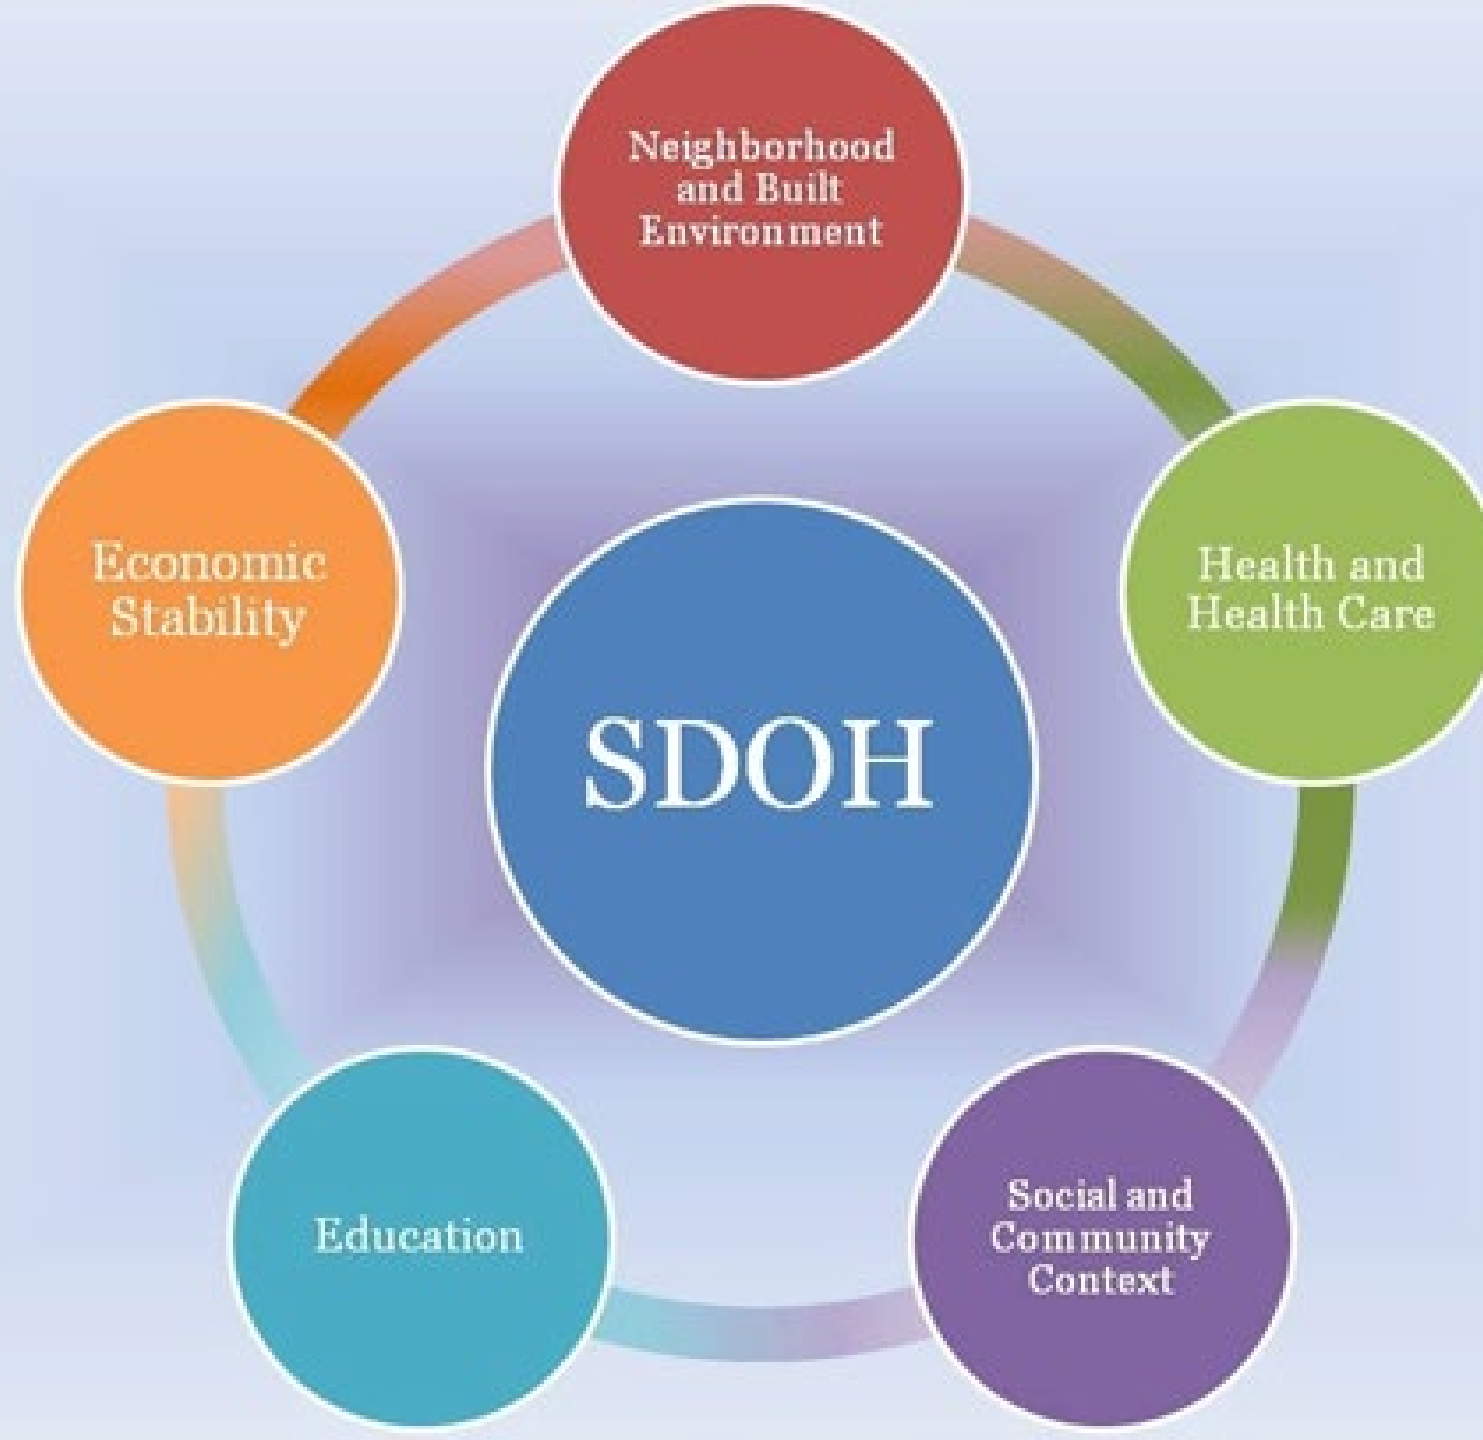 Neighborhood
and Built
Environment
Economic
Stability
Health and
Health Care
SDOH
Education
Social and
Community
Context